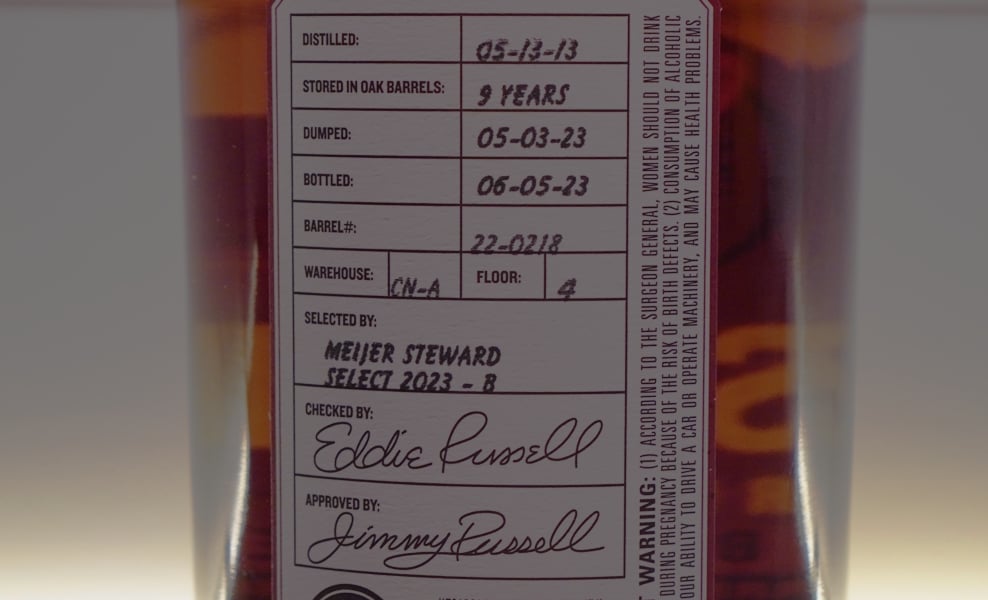 DISTILLED: 05-13-13
STORED IN OAK BARRELS: 9 YEARS
DUMPED: 05-03-23
BOTTLED: 06-05-23
BARREL#: 22-0218
WAREHOUSE: CN-A FLOOR: 4
SELECTED BY:
MEIJER STEWARD
SELECT 2023 - B
CHECKED BY:
Eddie Russell
APPROVED BY:
Jimmy Russell
WARNING: (1) ACCORDING TO THE SURGEON GENERAL, WOMEN SHOULD NOT DRINK
DURING PREGNANCY BECAUSE OF THE RISK OF BIRTH DEFECTS. (2) CONSUMPTION OF ALCOHOLIC
OUR ABILITY TO DRIVE A CAR OR OPERATE MACHINERY, AND MAY CAUSE HEALTH PROBLEMS.